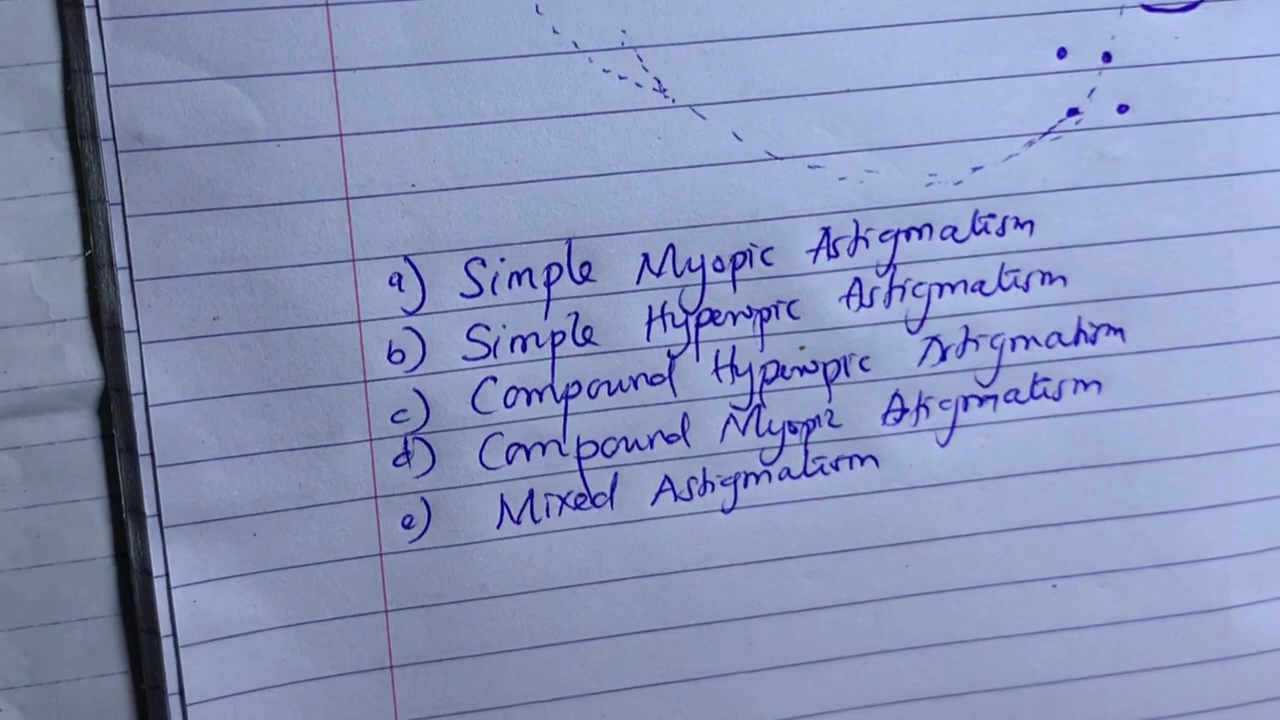 a) Simple Myopic Astigmatism
b) Simple Hyperopic Astigmatism
c) Compound Hyperopic Astigmatism
d) Compound Myopic Astigmatism
e) Mixed Astigmatism